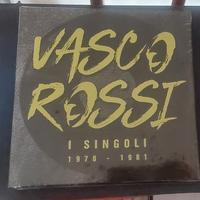 VASCO
ROSSI
I SINGOLI
1978 - 1981